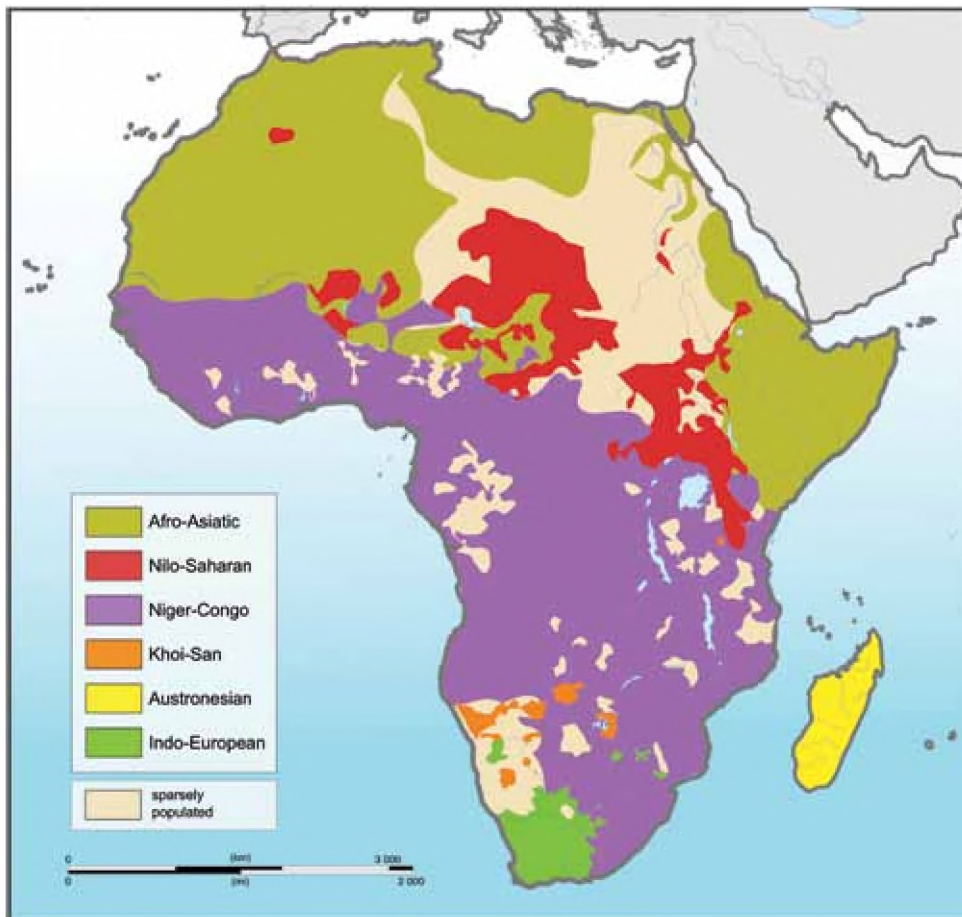 Afro-Asiatic
Nilo-Saharan
Niger-Congo
Khoi-San
Austronesian
Indo-European
sparsely
populated
0 (km) 3 000
0 (mi) 2 000